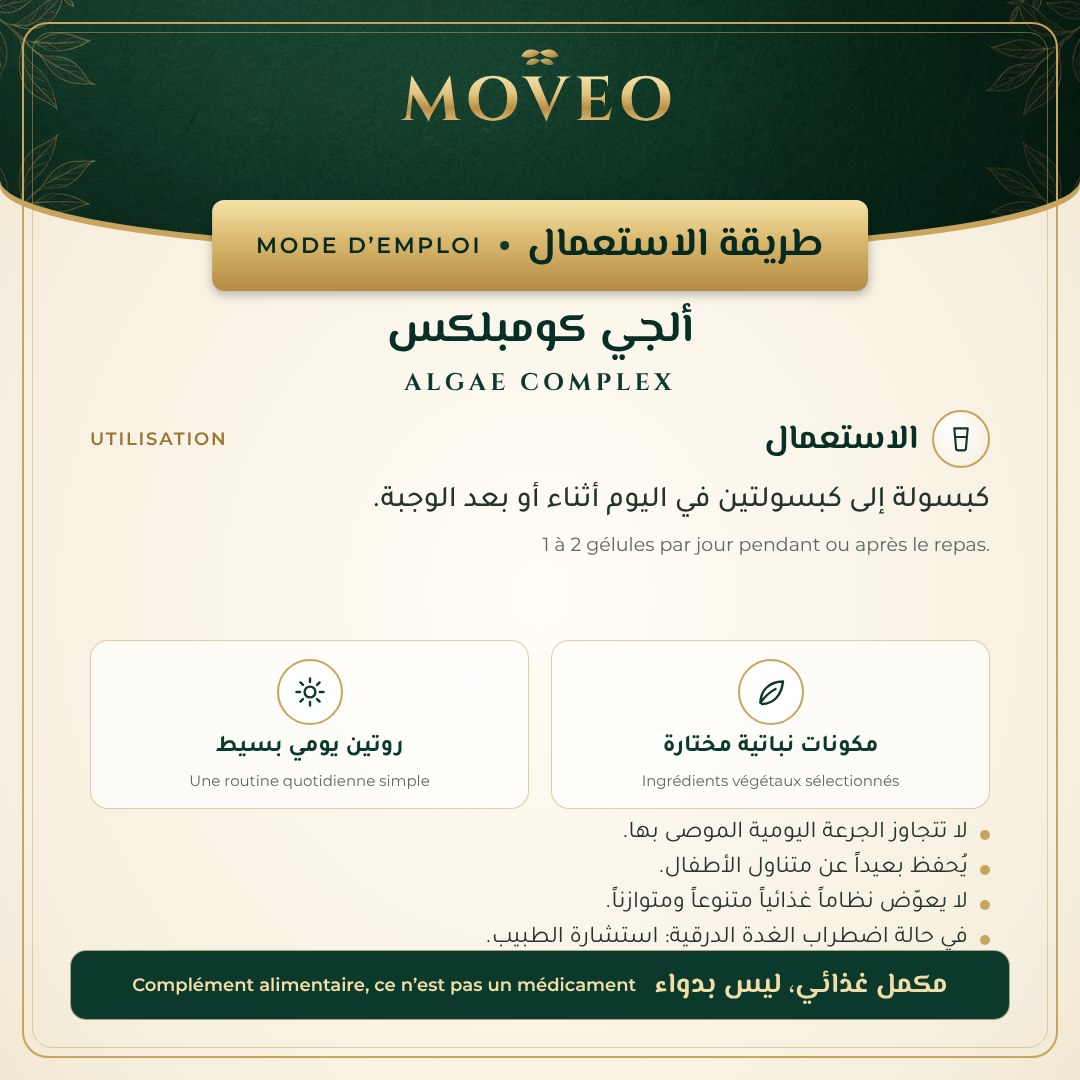 MOVEO
طريقة الاستعمال • MODE D’EMPLOI
ألجي كومبلكس
ALGAE COMPLEX
الاستعمال
UTILISATION
كبسولة إلى كبسولتين في اليوم أثناء أو بعد الوجبة.
1 à 2 gélules par jour pendant ou après le repas.
مكونات نباتية مختارة
Ingrédients végétaux sélectionnés
روتين يومي بسيط
Une routine quotidienne simple
• لا تتجاوز الجرعة اليومية الموصى بها.
• يُحفظ بعيداً عن متناول الأطفال.
• لا يعوّض نظاماً غذائياً متنوعاً ومتوازناً.
• في حالة اضطراب الغدة الدرقية: استشارة الطبيب.
مكمل غذائي، ليس بدواء Complément alimentaire, ce n’est pas un médicament